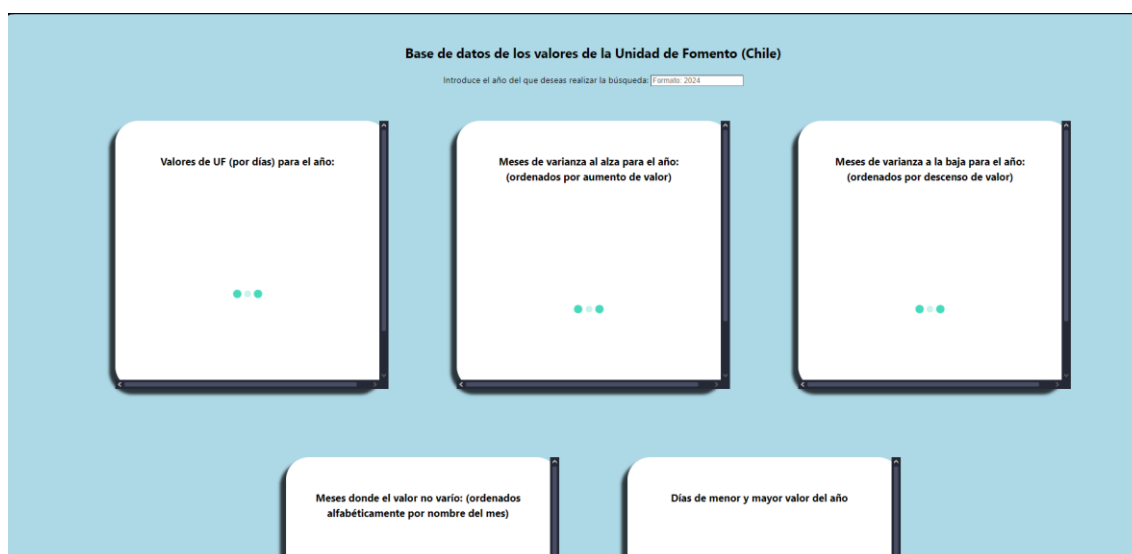 Base de datos de los valores de la Unidad de Fomento (Chile)
Introduce el año del que deseas realizar la búsqueda: Formato: 2024
Valores de UF (por días) para el año:
Meses de varianza al alza para el año:
(ordenados por aumento de valor)
Meses de varianza a la baja para el año:
(ordenados por descenso de valor)
Meses donde el valor no varío: (ordenados
alfabéticamente por nombre del mes)
Días de menor y mayor valor del año